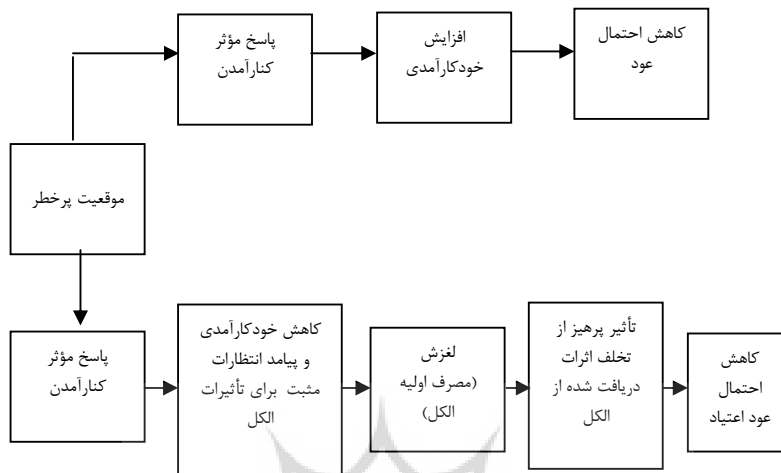 پاسخ مؤثر
کنارآمدن
افزایش
خودکارآمدی
کاهش احتمال
عود
موقعیت پرخطر
پاسخ مؤثر
کنارآمدن
کاهش خودکارآمدی
و پیامد انتظارات
مثبت برای تأثیرات
الکل
لغزش
(مصرف اولیه
الکل)
تأثیر پرهیز از
تخلف اثرات
دریافت شده از
الکل
کاهش
احتمال
عود اعتیاد